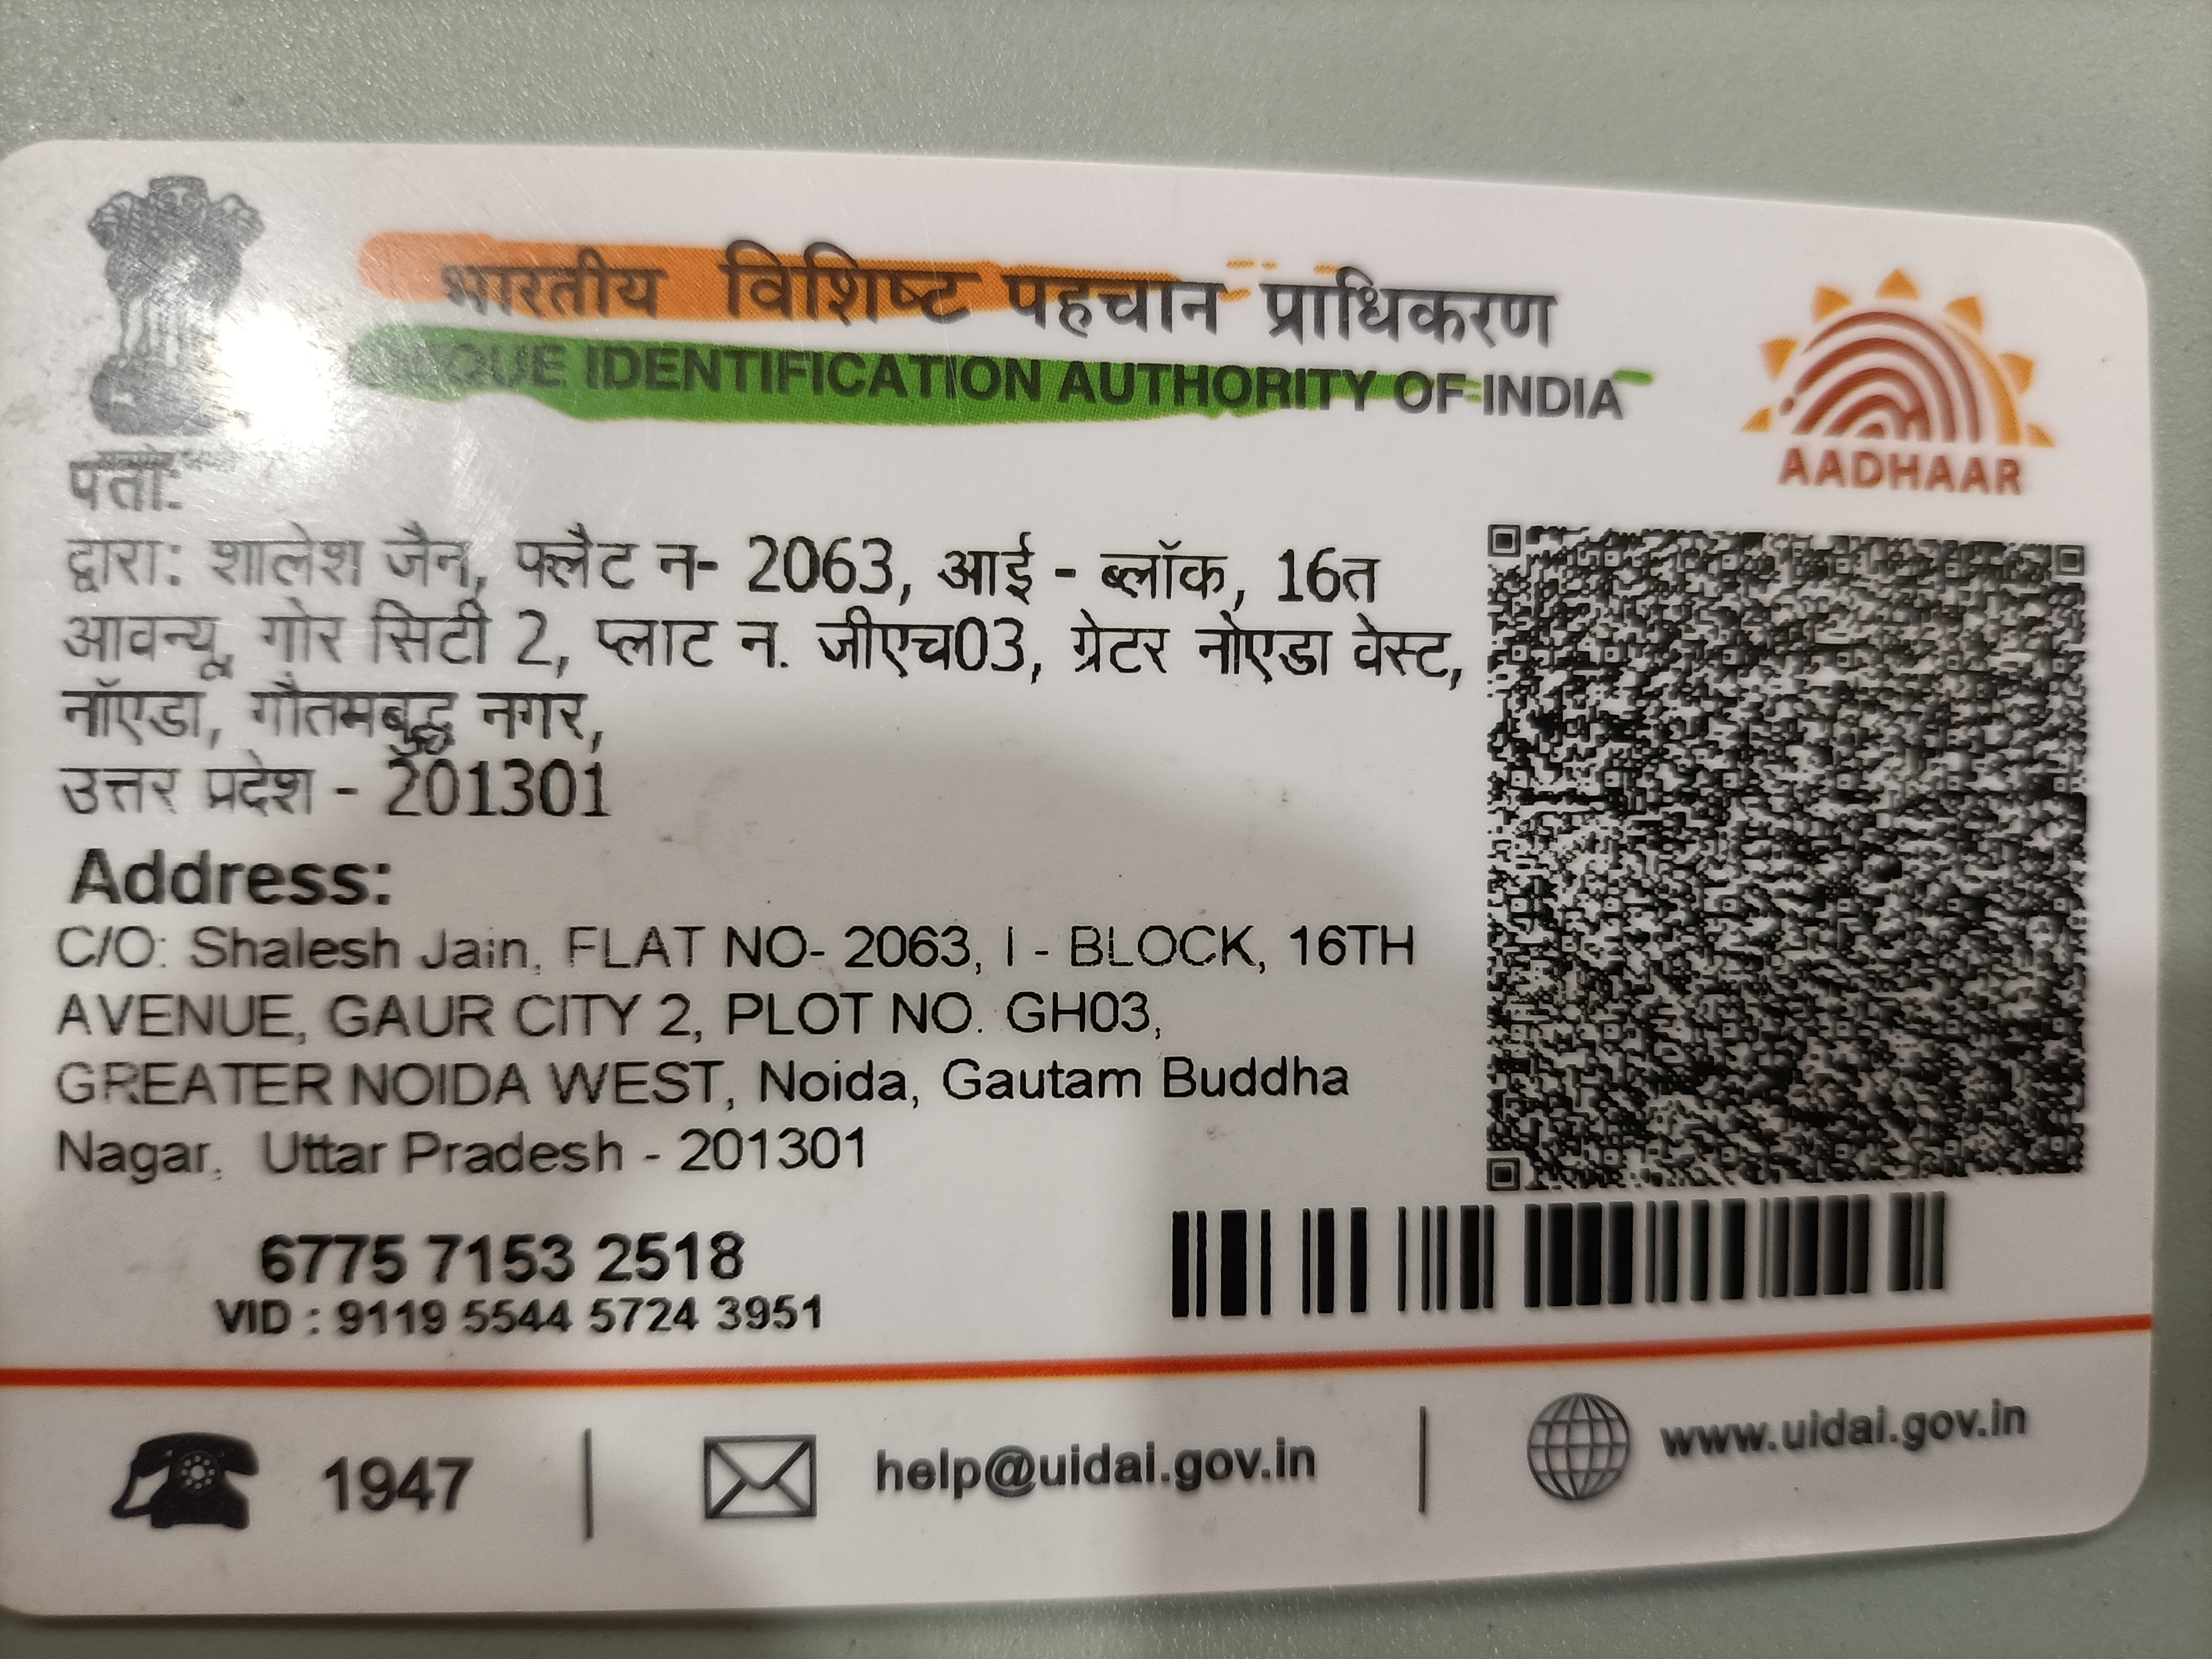 भारतीय विशिष्ट पहचान प्राधिकरण
UNIQUE IDENTIFICATION AUTHORITY OF INDIA
AADHAAR
पता:
द्वारा: शालेश जैन, फ्लैट न- 2063, आई - ब्लॉक, 16त
आवन्यू, गोर सिटी 2, प्लाट न. जीएच03, ग्रेटर नोएडा वेस्ट,
नॉएडा, गौतमबुद्ध नगर,
उत्तर प्रदेश - 201301
Address:
C/O: Shalesh Jain, FLAT NO- 2063, I - BLOCK, 16TH
AVENUE, GAUR CITY 2, PLOT NO. GH03,
GREATER NOIDA WEST, Noida, Gautam Buddha
Nagar, Uttar Pradesh - 201301
6775 7153 2518
VID : 9119 5544 5724 3951
1947
help@uidai.gov.in
www.uidai.gov.in